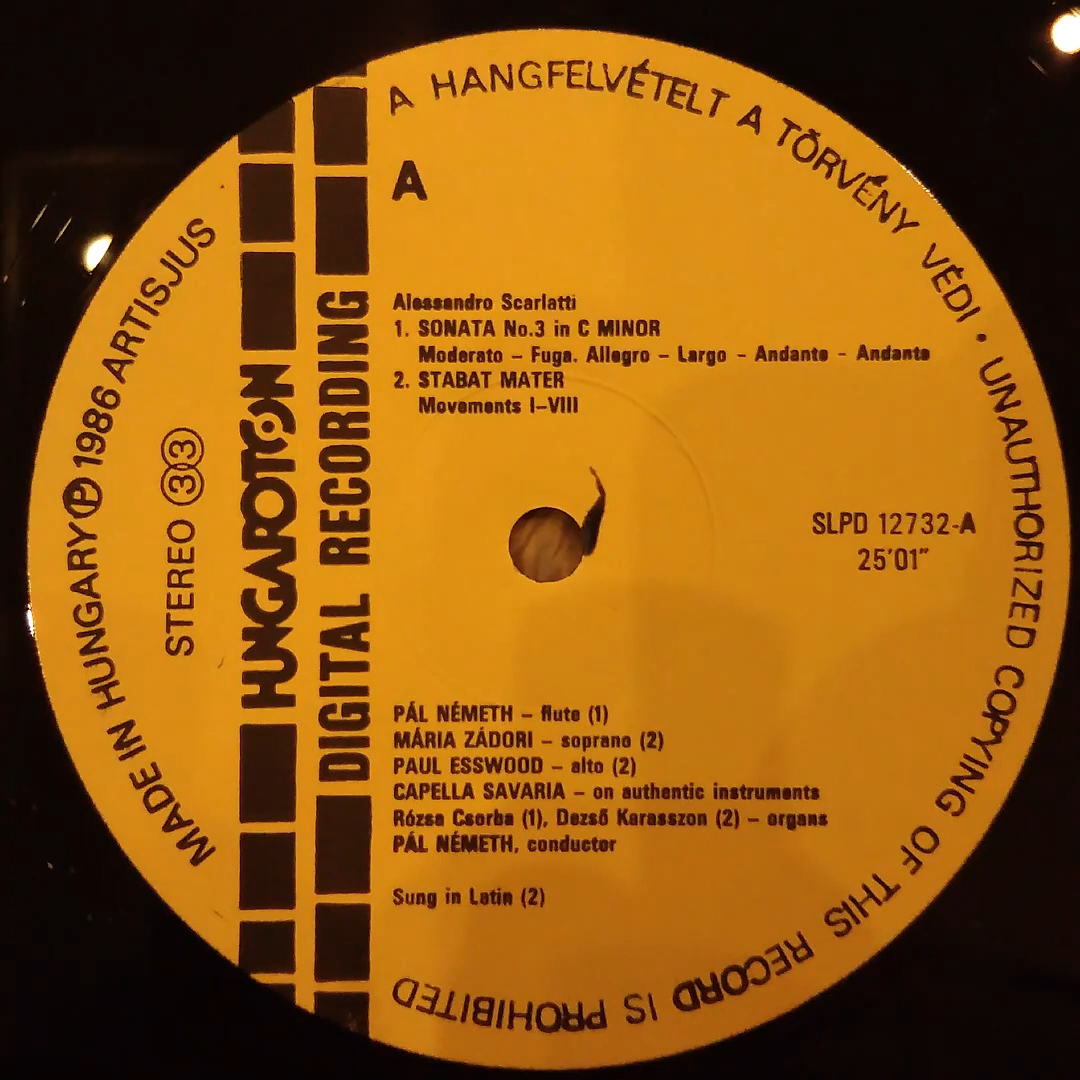 A HANGFELVÉTELT A TÖRVÉNY VÉDI • UNAUTHORIZED COPYING OF THIS RECORD IS PROHIBITED
MADE IN HUNGARY Ⓟ 1986 ARTISJUS
STEREO 33
HUNGAROTON
DIGITAL RECORDING
A
Alessandro Scarlatti
1. SONATA No.3 in C MINOR
Moderato – Fuga. Allegro – Largo – Andante – Andante
2. STABAT MATER
Movements I–VIII
SLPD 12732-A
25'01"
PÁL NÉMETH – flute (1)
MÁRIA ZÁDORI – soprano (2)
PAUL ESSWOOD – alto (2)
CAPELLA SAVARIA – on authentic instruments
Rózsa Csorba (1), Dezső Karasszon (2) – organs
PÁL NÉMETH, conductor
Sung in Latin (2)